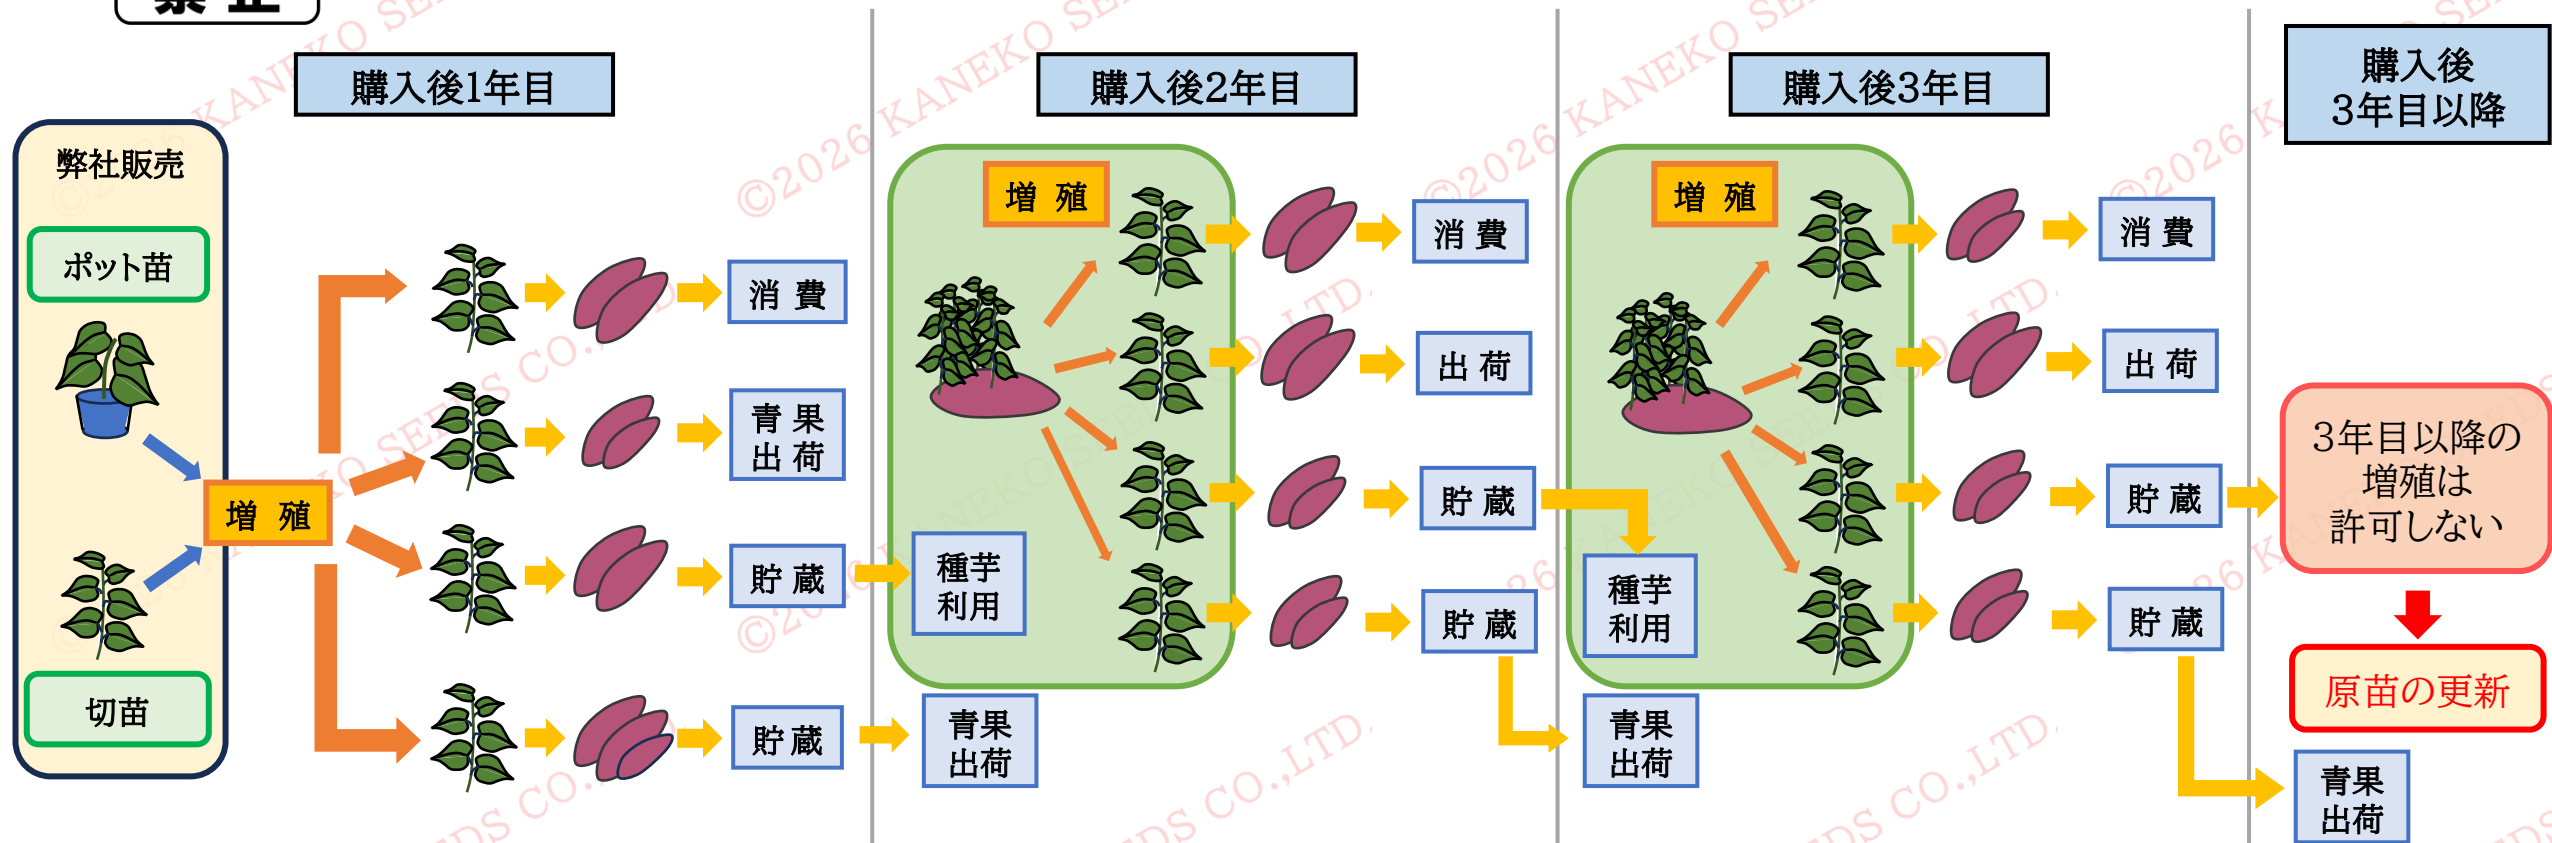 禁止
購入後1年目
弊社販売
ポット苗
切苗
増 殖
消 費
青 果
出 荷
貯 蔵
貯 蔵
購入後2年目
増 殖
種芋
利用
青果
出荷
消 費
出 荷
貯 蔵
貯 蔵
購入後3年目
増 殖
種芋
利用
青果
出荷
消 費
出 荷
貯 蔵
貯 蔵
購入後
3年目以降
3年目以降の
増殖は
許可しない
原苗の更新
青果
出荷
©2026 KANEKO SEEDS CO.,LTD.